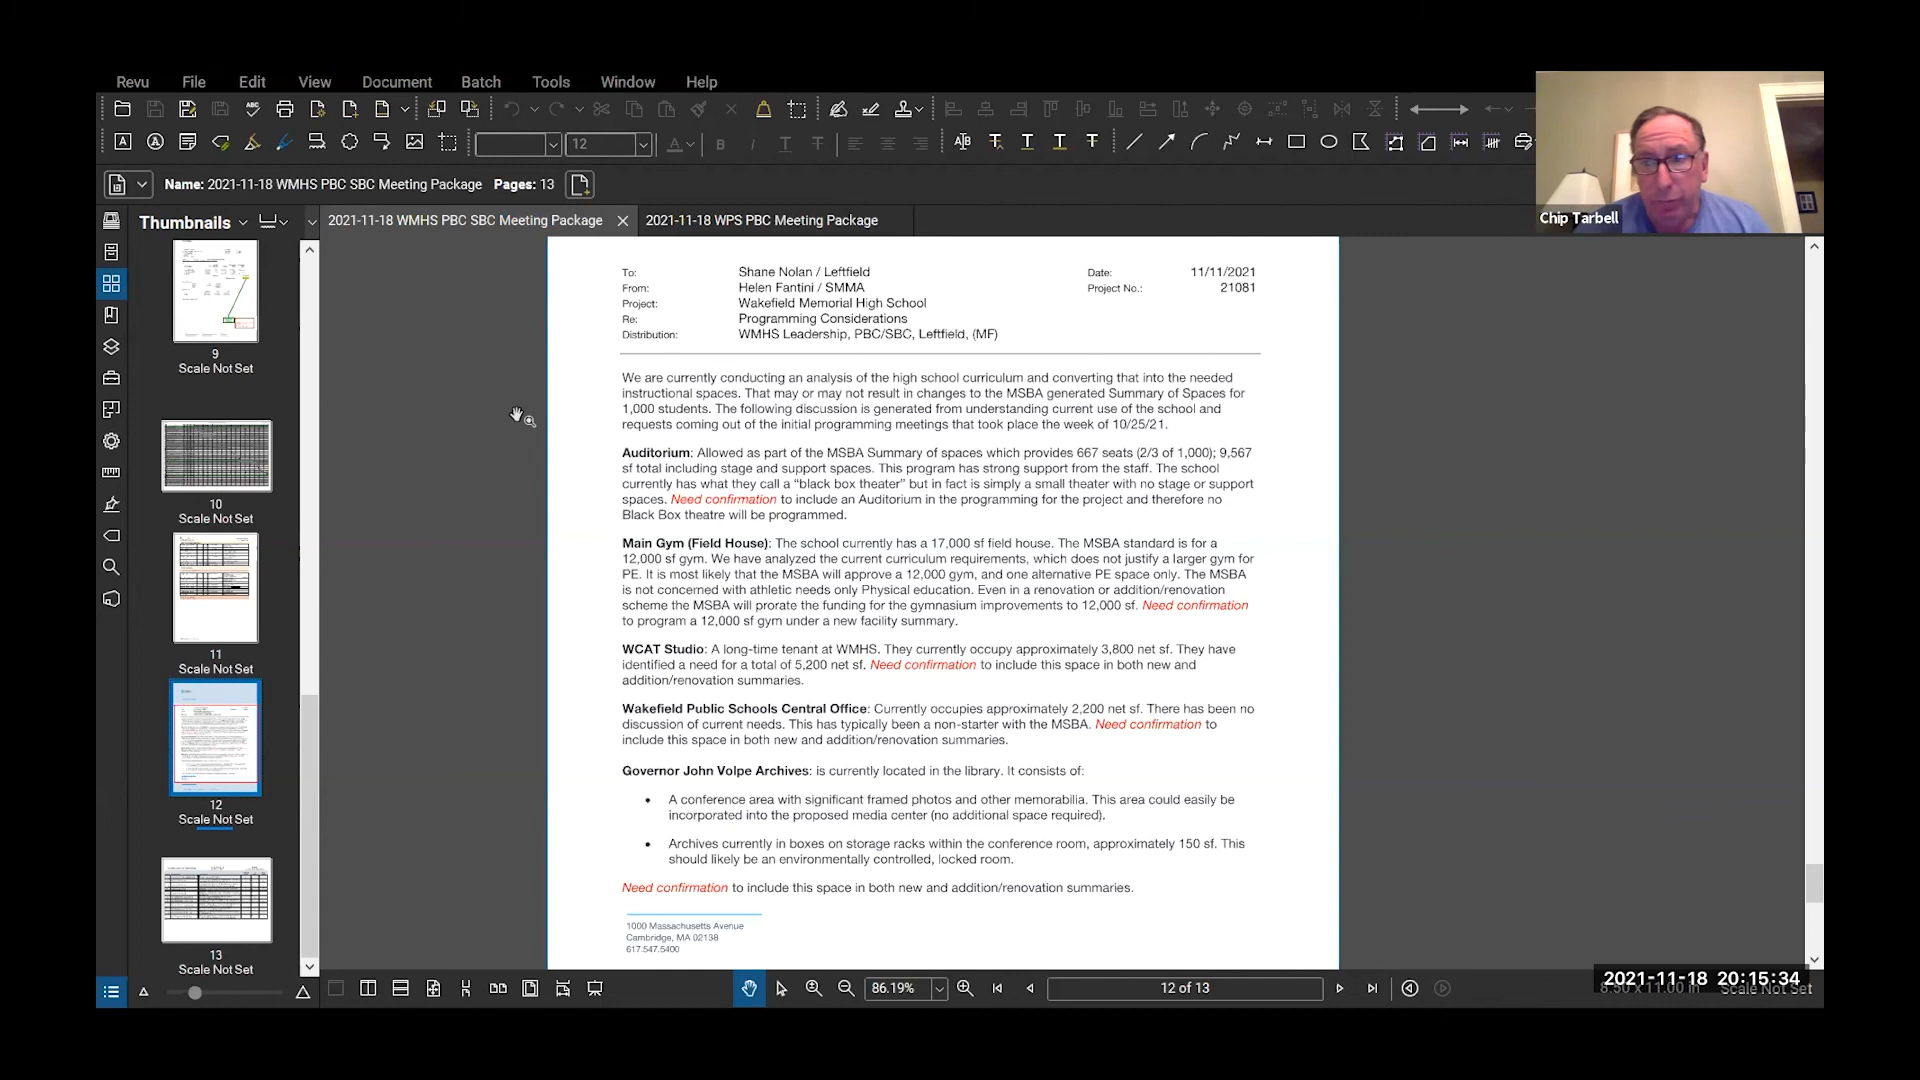 Revu File Edit View Document Batch Tools Window Help
12
Name: 2021-11-18 WMHS PBC SBC Meeting Package Pages: 13
Thumbnails
2021-11-18 WMHS PBC SBC Meeting Package
2021-11-18 WPS PBC Meeting Package
Chip Tarbell
9
Scale Not Set
10
Scale Not Set
11
Scale Not Set
12
Scale Not Set
13
Scale Not Set
To: Shane Nolan / Leftfield Date: 11/11/2021
From: Helen Fantini / SMMA Project No.: 21081
Project: Wakefield Memorial High School
Re: Programming Considerations
Distribution: WMHS Leadership, PBC/SBC, Leftfield, (MF)
We are currently conducting an analysis of the high school curriculum and converting that into the needed
instructional spaces. That may or may not result in changes to the MSBA generated Summary of Spaces for
1,000 students. The following discussion is generated from understanding current use of the school and
requests coming out of the initial programming meetings that took place the week of 10/25/21.
Auditorium: Allowed as part of the MSBA Summary of spaces which provides 667 seats (2/3 of 1,000); 9,567
sf total including stage and support spaces. This program has strong support from the staff. The school
currently has what they call a “black box theater” but in fact is simply a small theater with no stage or support
spaces. Need confirmation to include an Auditorium in the programming for the project and therefore no
Black Box theatre will be programmed.
Main Gym (Field House): The school currently has a 17,000 sf field house. The MSBA standard is for a
12,000 sf gym. We have analyzed the current curriculum requirements, which does not justify a larger gym for
PE. It is most likely that the MSBA will approve a 12,000 gym, and one alternative PE space only. The MSBA
is not concerned with athletic needs only Physical education. Even in a renovation or addition/renovation
scheme the MSBA will prorate the funding for the gymnasium improvements to 12,000 sf. Need confirmation
to program a 12,000 sf gym under a new facility summary.
WCAT Studio: A long-time tenant at WMHS. They currently occupy approximately 3,800 net sf. They have
identified a need for a total of 5,200 net sf. Need confirmation to include this space in both new and
addition/renovation summaries.
Wakefield Public Schools Central Office: Currently occupies approximately 2,200 net sf. There has been no
discussion of current needs. This has typically been a non-starter with the MSBA. Need confirmation to
include this space in both new and addition/renovation summaries.
Governor John Volpe Archives: is currently located in the library. It consists of:
• A conference area with significant framed photos and other memorabilia. This area could easily be
incorporated into the proposed media center (no additional space required).
• Archives currently in boxes on storage racks within the conference room, approximately 150 sf. This
should likely be an environmentally controlled, locked room.
Need confirmation to include this space in both new and addition/renovation summaries.
1000 Massachusetts Avenue
Cambridge, MA 02138
617.547.5400
86.19%
12 of 13
2021-11-18 20:15:34
8.50 x 11.00 in Scale Not Set